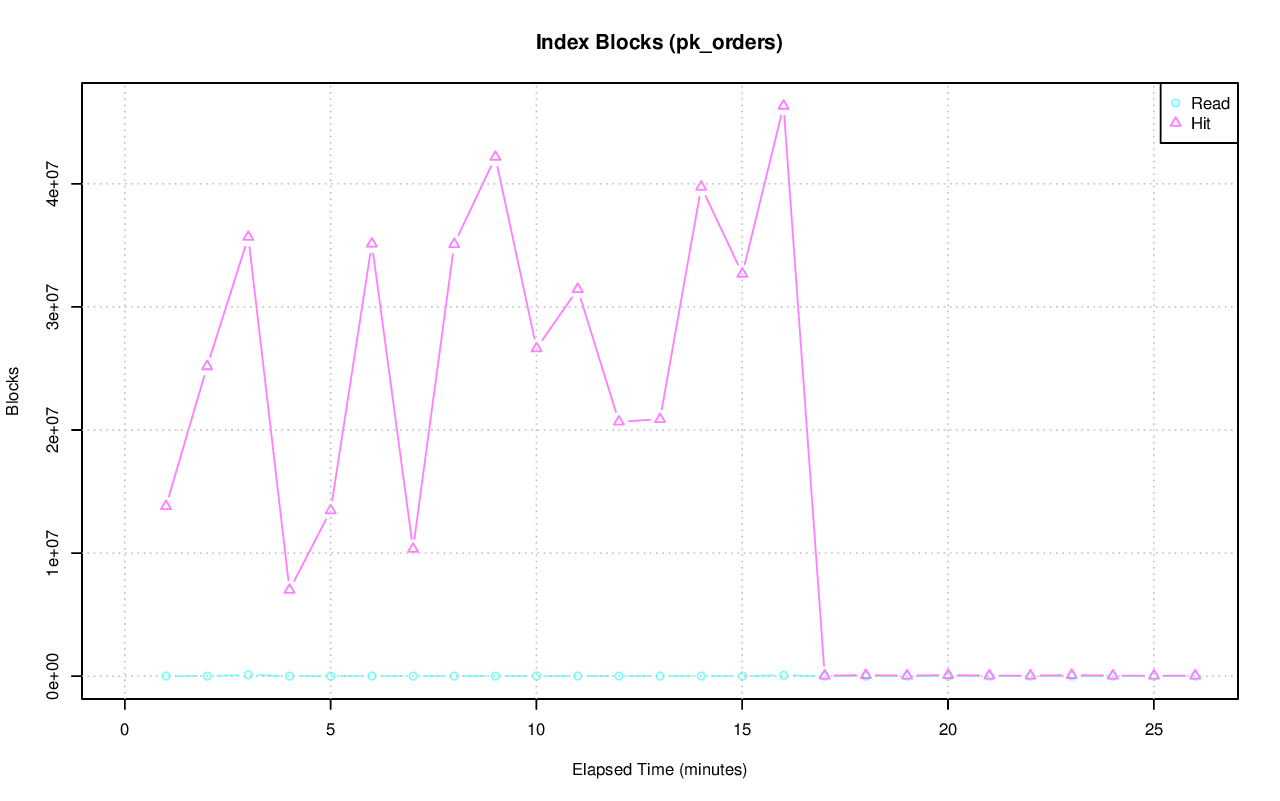 Index Blocks (pk_orders)
Read
Hit
Blocks
4e+07
3e+07
2e+07
1e+07
0e+00
0 5 10 15 20 25
Elapsed Time (minutes)